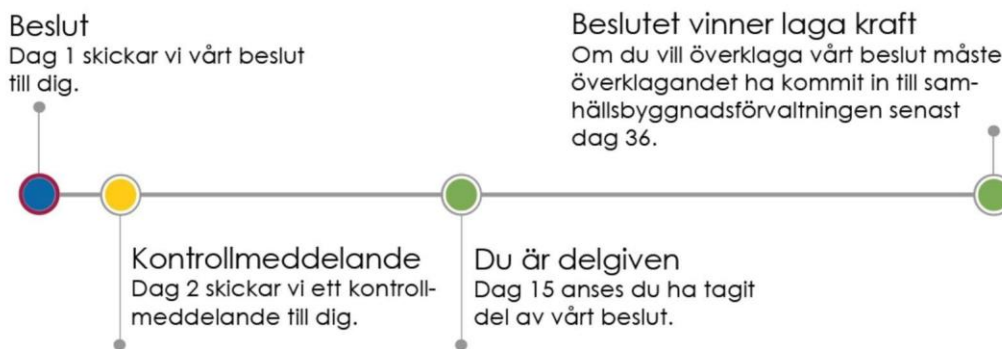 Beslut
Dag 1 skickar vi vårt beslut
till dig.
Beslutet vinner laga kraft
Om du vill överklaga vårt beslut måste
överklagandet ha kommit in till sam-
hällsbyggnadsförvaltningen senast
dag 36.
Kontrollmeddelande
Dag 2 skickar vi ett kontroll-
meddelande till dig.
Du är delgiven
Dag 15 anses du ha tagit
del av vårt beslut.